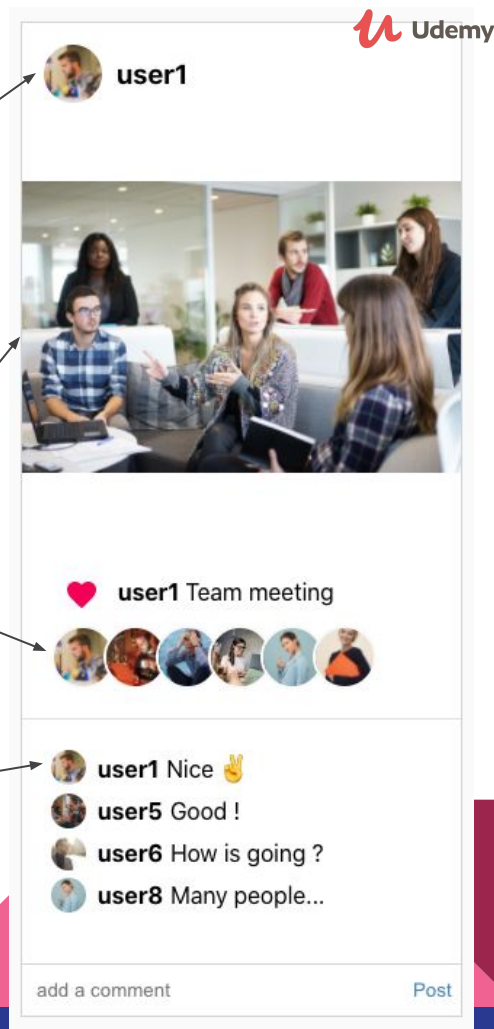 Udemy
user1
user1 Team meeting
user1 Nice ✌️
user5 Good !
user6 How is going ?
user8 Many people...
add a comment Post